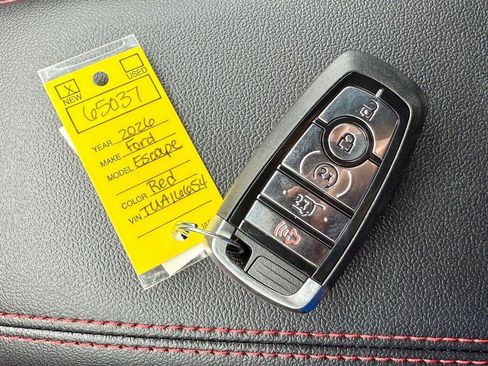 X
NEW
USED
65037
YEAR 2026
MAKE Ford
MODEL Escape
COLOR Red
VIN TUA16654